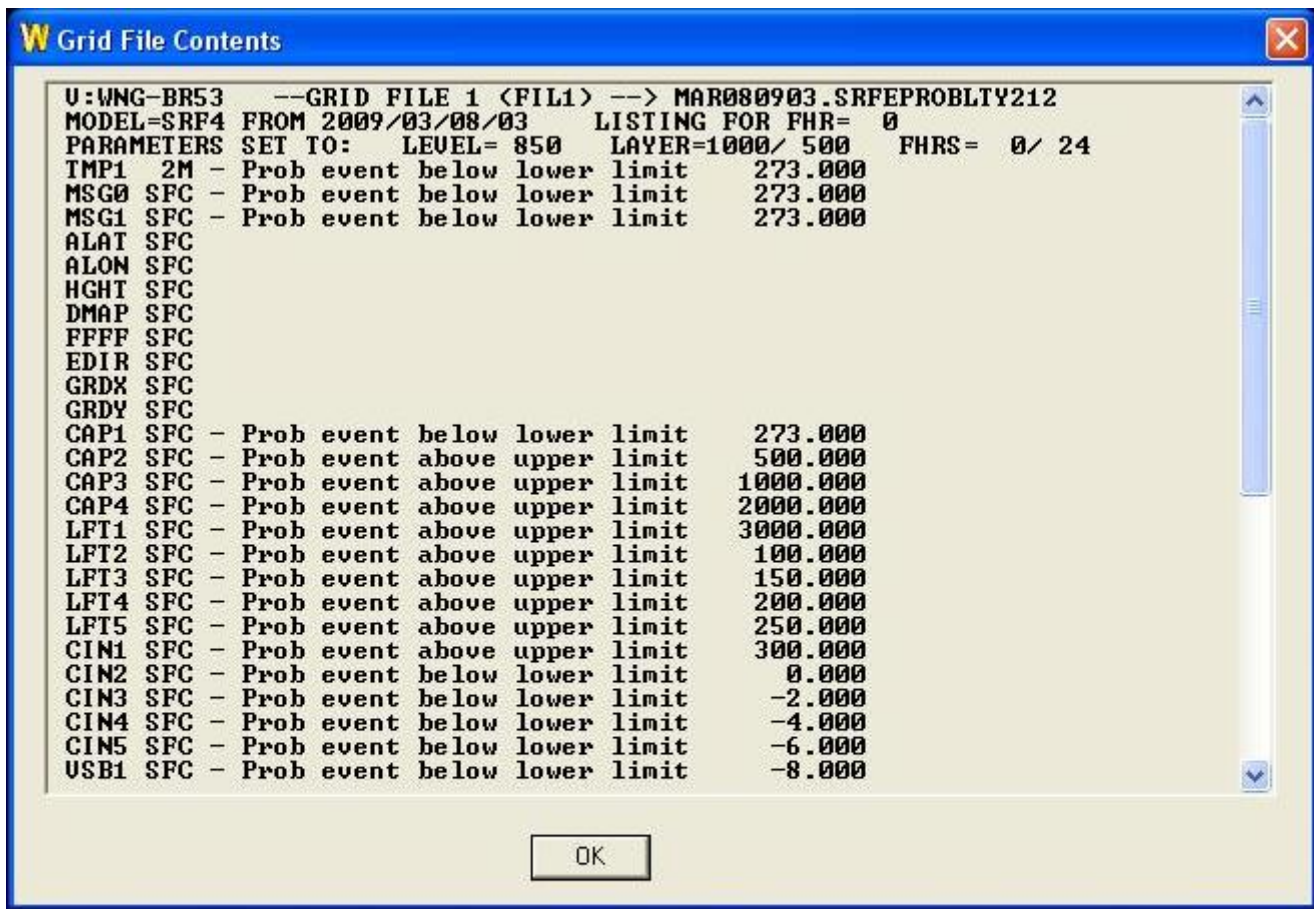 W Grid File Contents
V:WNG-BR53 --GRID FILE 1 (FIL1) --> MAR080903.SRFEPROBLTY212
MODEL=SRF4 FROM 2009/03/08/03 LISTING FOR FHR= 0
PARAMETERS SET TO: LEVEL= 850 LAYER=1000/ 500 FHRS= 0/ 24
TMP1 2M - Prob event below lower limit 273.000
MSG0 SFC - Prob event below lower limit 273.000
MSG1 SFC - Prob event below lower limit 273.000
ALAT SFC
ALON SFC
HGHT SFC
DMAP SFC
FFFF SFC
EDIR SFC
GRDX SFC
GRDY SFC
CAP1 SFC - Prob event below lower limit 273.000
CAP2 SFC - Prob event above upper limit 500.000
CAP3 SFC - Prob event above upper limit 1000.000
CAP4 SFC - Prob event above upper limit 2000.000
LFT1 SFC - Prob event above upper limit 3000.000
LFT2 SFC - Prob event above upper limit 100.000
LFT3 SFC - Prob event above upper limit 150.000
LFT4 SFC - Prob event above upper limit 200.000
LFT5 SFC - Prob event above upper limit 250.000
CIN1 SFC - Prob event above upper limit 300.000
CIN2 SFC - Prob event below lower limit 0.000
CIN3 SFC - Prob event below lower limit -2.000
CIN4 SFC - Prob event below lower limit -4.000
CIN5 SFC - Prob event below lower limit -6.000
VSB1 SFC - Prob event below lower limit -8.000
OK